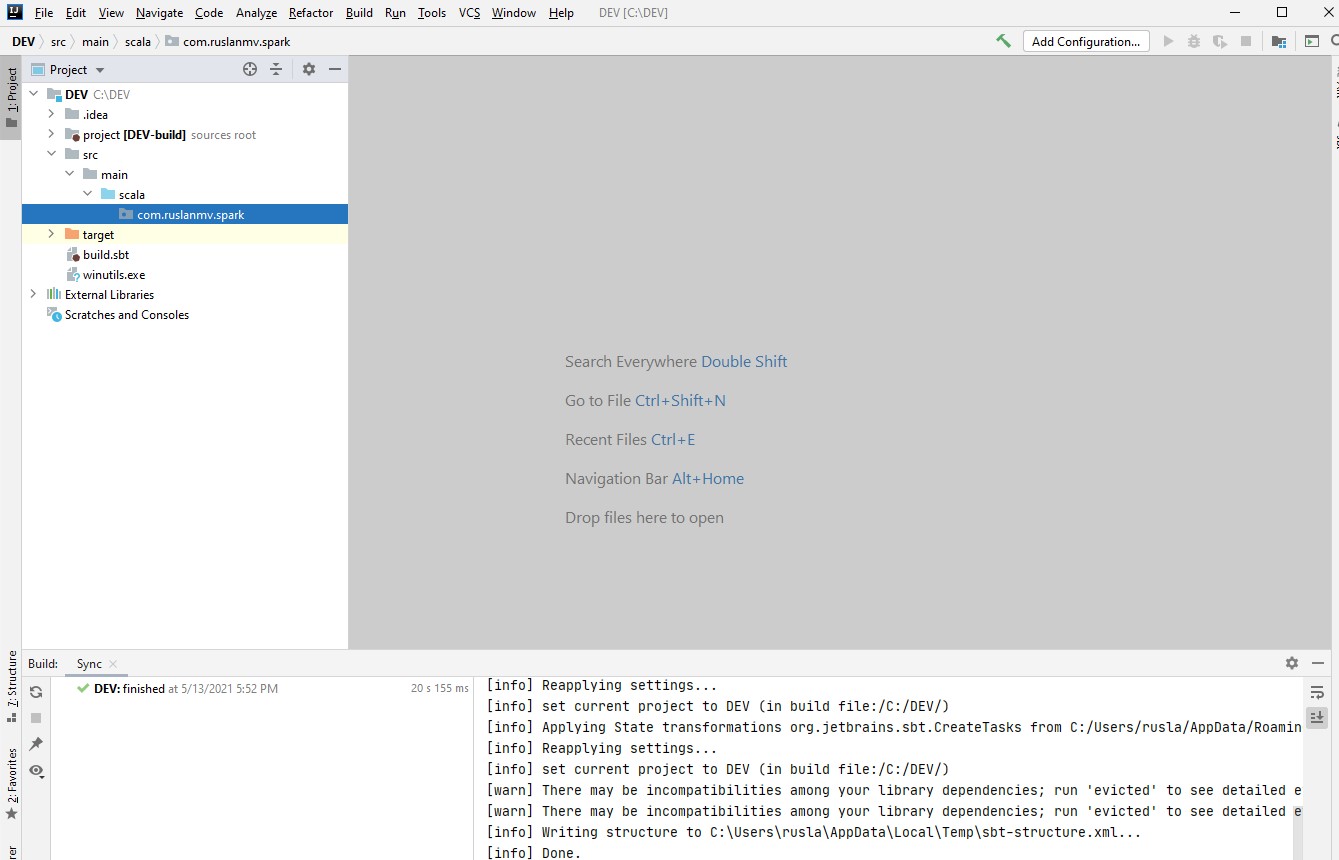 File Edit View Navigate Code Analyze Refactor Build Run Tools VCS Window Help DEV [C:\DEV]
DEV src main scala com.ruslanmv.spark Add Configuration...
1: Project
Project
DEV C:\DEV
.idea
project [DEV-build] sources root
src
main
scala
com.ruslanmv.spark
target
build.sbt
winutils.exe
External Libraries
Scratches and Consoles
Search Everywhere Double Shift
Go to File Ctrl+Shift+N
Recent Files Ctrl+E
Navigation Bar Alt+Home
Drop files here to open
7: Structure
2: Favorites
Build: Sync
DEV: finished at 5/13/2021 5:52 PM 20 s 155 ms
[info] Reapplying settings...
[info] set current project to DEV (in build file:/C:/DEV/)
[info] Applying State transformations org.jetbrains.sbt.CreateTasks from C:/Users/rusla/AppData/Roamin
[info] Reapplying settings...
[info] set current project to DEV (in build file:/C:/DEV/)
[warn] There may be incompatibilities among your library dependencies; run 'evicted' to see detailed e
[warn] There may be incompatibilities among your library dependencies; run 'evicted' to see detailed e
[info] Writing structure to C:\Users\rusla\AppData\Local\Temp\sbt-structure.xml...
[info] Done.